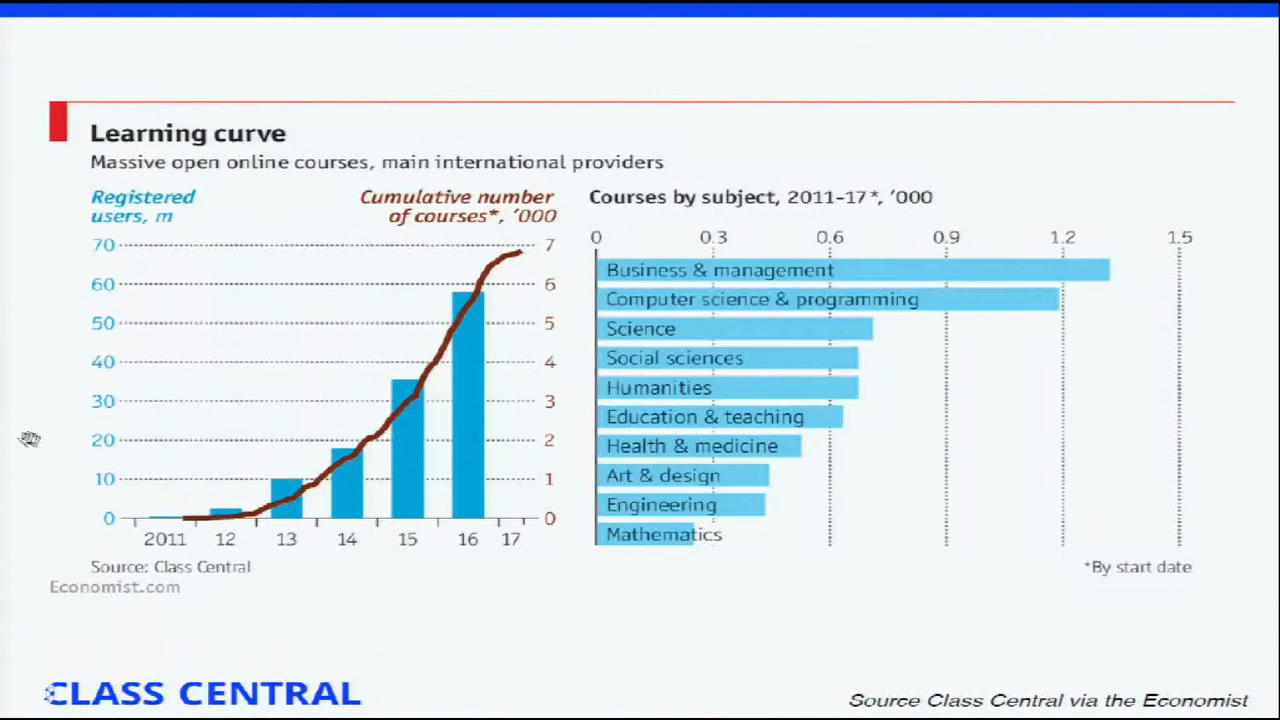 Learning curve
Massive open online courses, main international providers
Registered
users, m
Cumulative number
of courses*, '000
70
60
50
40
30
20
10
0
7
6
5
4
3
2
1
0
2011 12 13 14 15 16 17
Source: Class Central
Economist.com
Courses by subject, 2011-17*, '000
0 0.3 0.6 0.9 1.2 1.5
Business & management
Computer science & programming
Science
Social sciences
Humanities
Education & teaching
Health & medicine
Art & design
Engineering
Mathematics
*By start date
CLASS CENTRAL
Source Class Central via the Economist